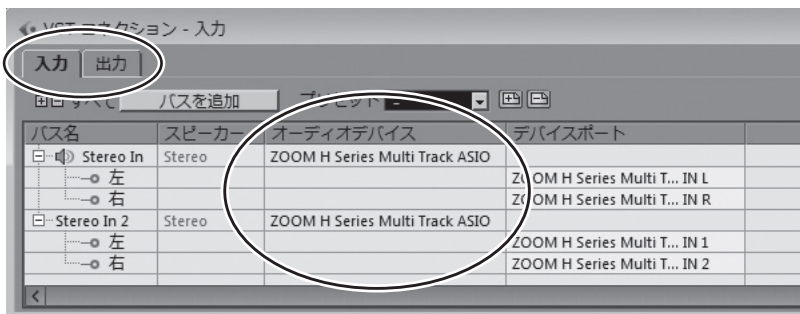 VST コネクション - 入力
入力 出力
すべて バスを追加 プリセット -
バス名 スピーカー オーディオデバイス デバイスポート
Stereo In Stereo ZOOM H Series Multi Track ASIO
左 ZOOM H Series Multi T... IN L
右 ZOOM H Series Multi T... IN R
Stereo In 2 Stereo ZOOM H Series Multi Track ASIO
左 ZOOM H Series Multi T... IN 1
右 ZOOM H Series Multi T... IN 2